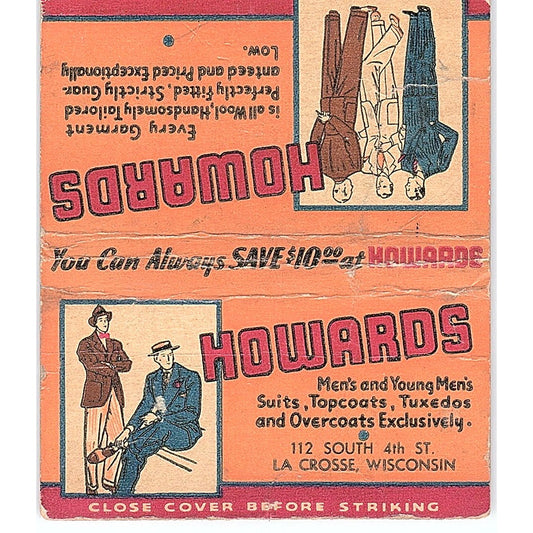 Every Garment
is all Wool, Handsomely Tailored
Perfectly fitted, Strictly Guar-
anteed and Priced Exceptionally
Low.
HOWARDS
You Can Always SAVE $10.00 at HOWARDS
HOWARDS
Men's and Young Men's
Suits, Topcoats, Tuxedos
and Overcoats Exclusively.
112 SOUTH 4th ST.
LA CROSSE, WISCONSIN
CLOSE COVER BEFORE STRIKING